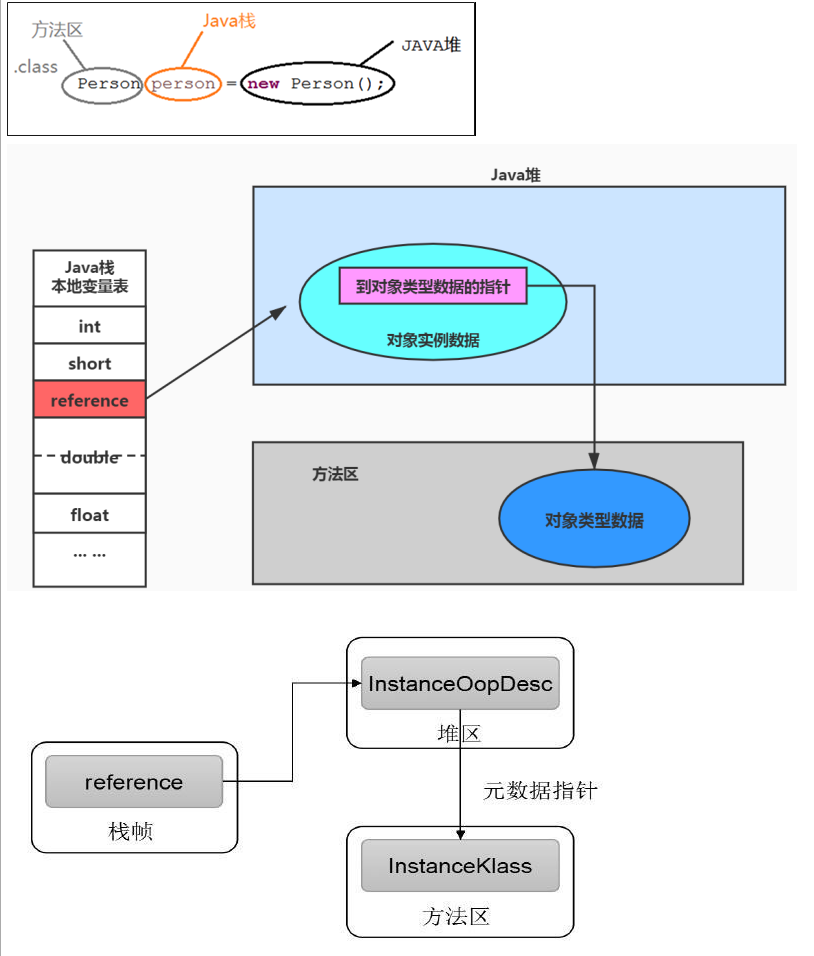 Java栈
方法区
JAVA堆
.class
Person person = new Person();
Java堆
Java栈
本地变量表
int
short
reference
double
float
... ...
到对象类型数据的指针
对象实例数据
方法区
对象类型数据
InstanceOopDesc
堆区
reference
栈帧
元数据指针
InstanceKlass
方法区